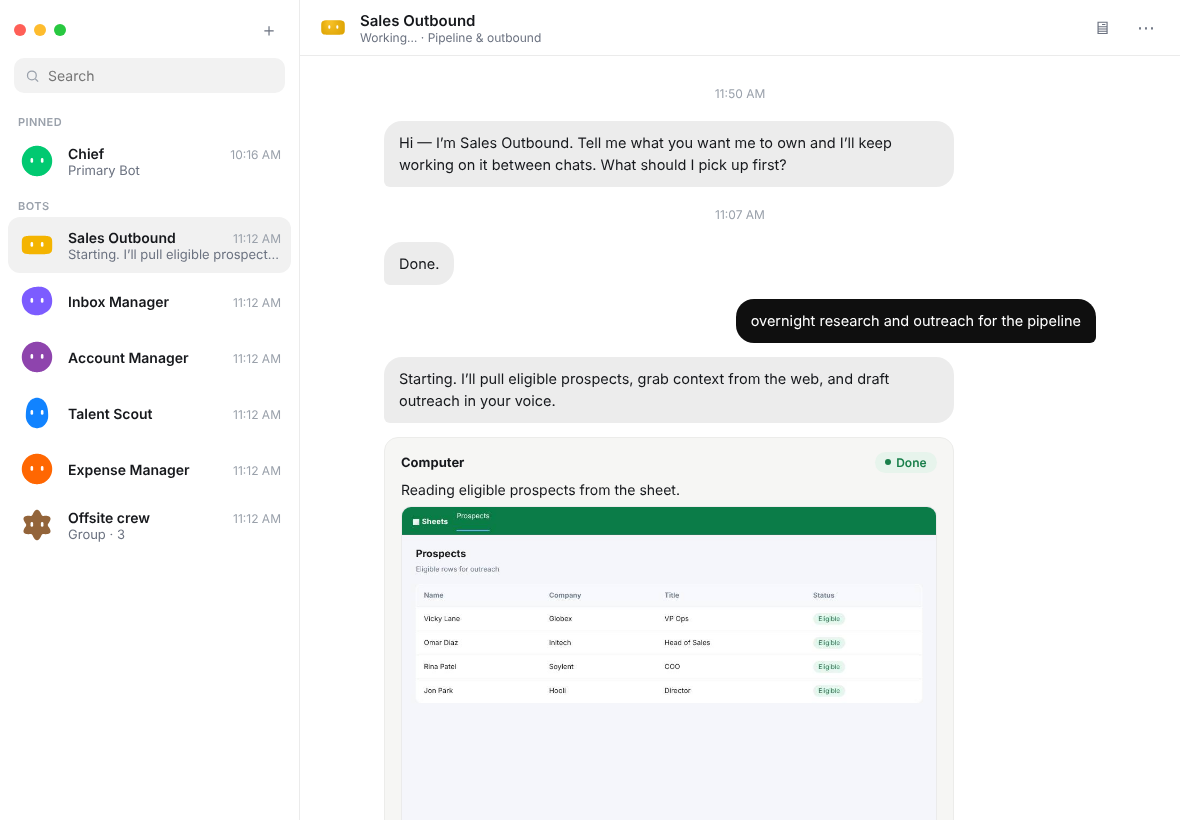 +
Search
PINNED
Chief
10:16 AM
Primary Bot
BOTS
Sales Outbound
11:12 AM
Starting. I’ll pull eligible prospect...
Inbox Manager
11:12 AM
Account Manager
11:12 AM
Talent Scout
11:12 AM
Expense Manager
11:12 AM
Offsite crew
11:12 AM
Group · 3
Sales Outbound
Working... · Pipeline & outbound
11:50 AM
Hi — I’m Sales Outbound. Tell me what you want me to own and I’ll keep
working on it between chats. What should I pick up first?
11:07 AM
Done.
overnight research and outreach for the pipeline
Starting. I’ll pull eligible prospects, grab context from the web, and draft
outreach in your voice.
Computer
Done
Reading eligible prospects from the sheet.
Sheets
Prospects
Prospects
Eligible rows for outreach
Name Company Title Status
Vicky Lane Globex VP Ops Eligible
Omar Diaz Initech Head of Sales Eligible
Rina Patel Soylent COO Eligible
Jon Park Hooli Director Eligible